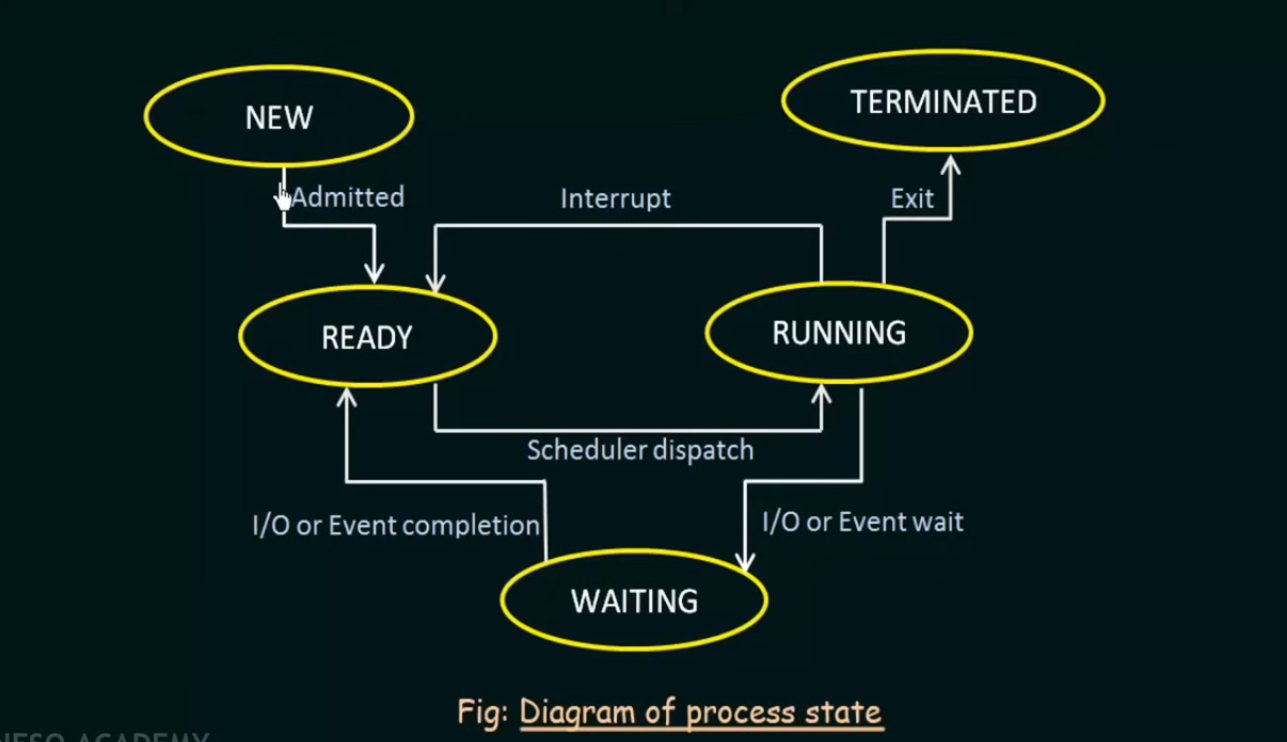 NEW
TERMINATED
Admitted
Interrupt
Exit
READY
RUNNING
Scheduler dispatch
I/O or Event completion
I/O or Event wait
WAITING
Fig: Diagram of process state
NESO ACADEMY